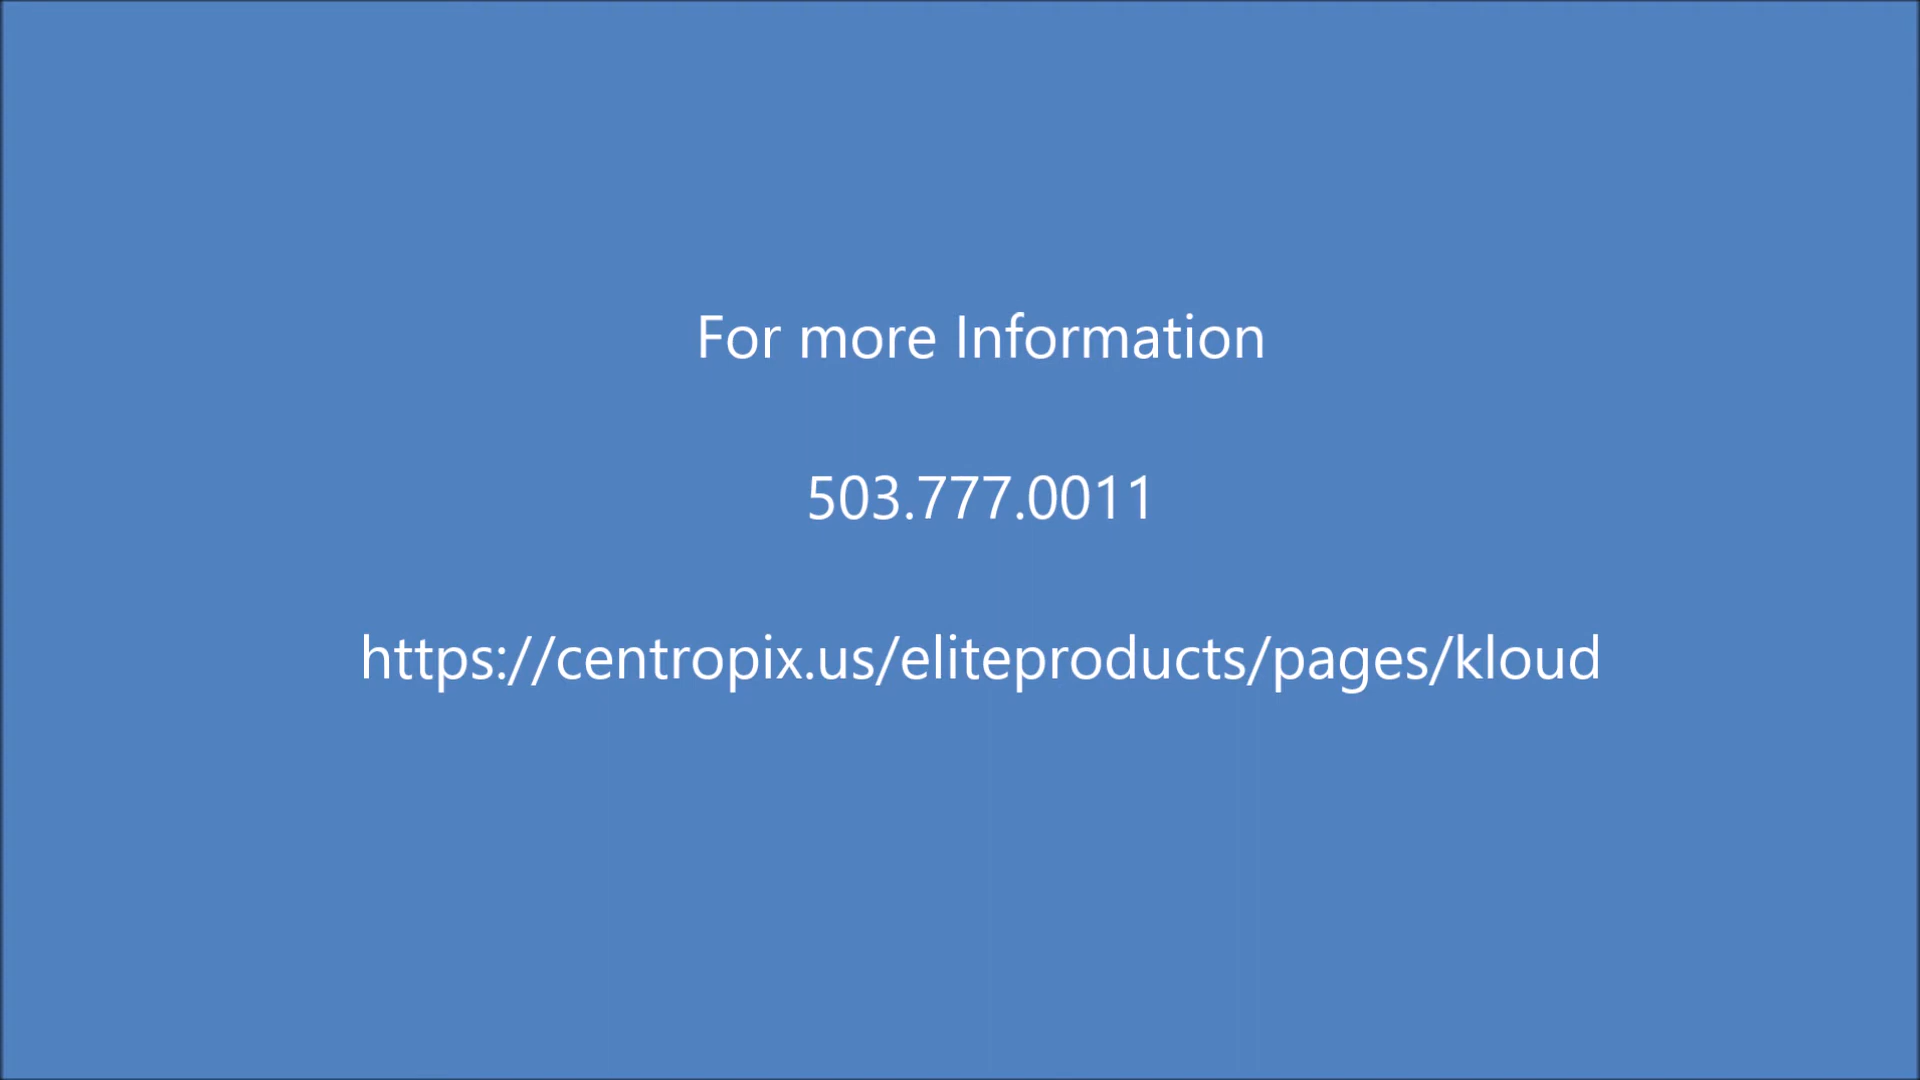 For more Information
503.777.0011
https://centropix.us/eliteproducts/pages/kloud